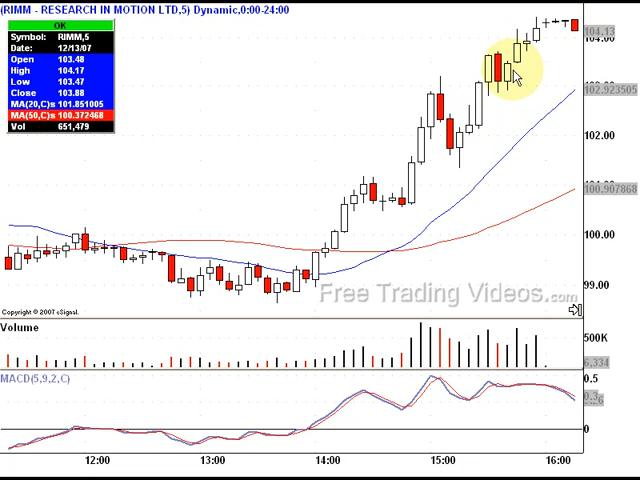 (RIMM - RESEARCH IN MOTION LTD,5) Dynamic,0:00-24:00
OK
Symbol: RIMM,5
Date: 12/13/07
Open 103.48
High 104.17
Low 103.47
Close 103.88
MA(20,C)s 101.851005
MA(50,C)s 100.372468
Vol 651,479
104.13
104.00
102.923505
102.00
100.907868
100.00
99.00
Free Trading Videos.com
Copyright © 2007 eSignal.
Volume
500K
6,334
MACD(5,9,2,C)
0.5
0
12:00 13:00 14:00 15:00 16:00